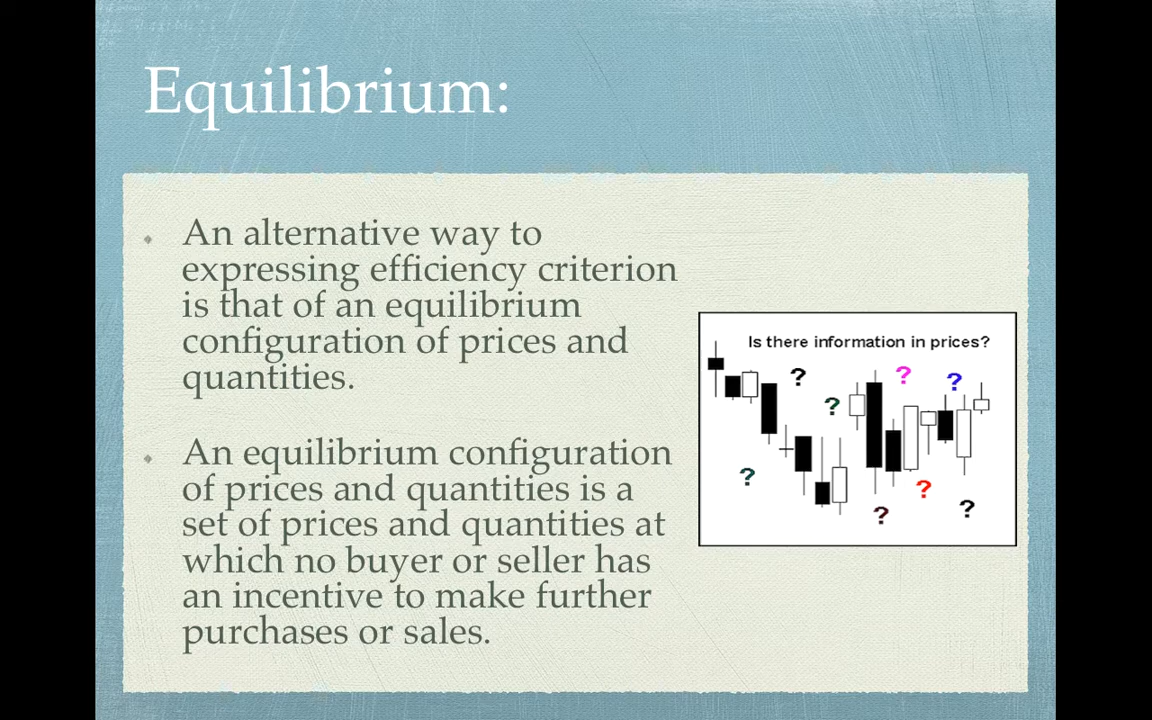 Equilibrium:
An alternative way to
expressing efficiency criterion
is that of an equilibrium
configuration of prices and
quantities.
An equilibrium configuration
of prices and quantities is a
set of prices and quantities at
which no buyer or seller has
an incentive to make further
purchases or sales.
Is there information in prices?
? ? ?
?
?
?
? ?